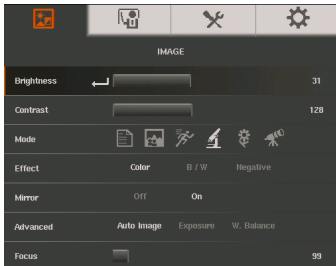 IMAGE
Brightness 31
Contrast 128
Mode
Effect Color B / W Negative
Mirror Off On
Advanced Auto Image Exposure W. Balance
Focus 99